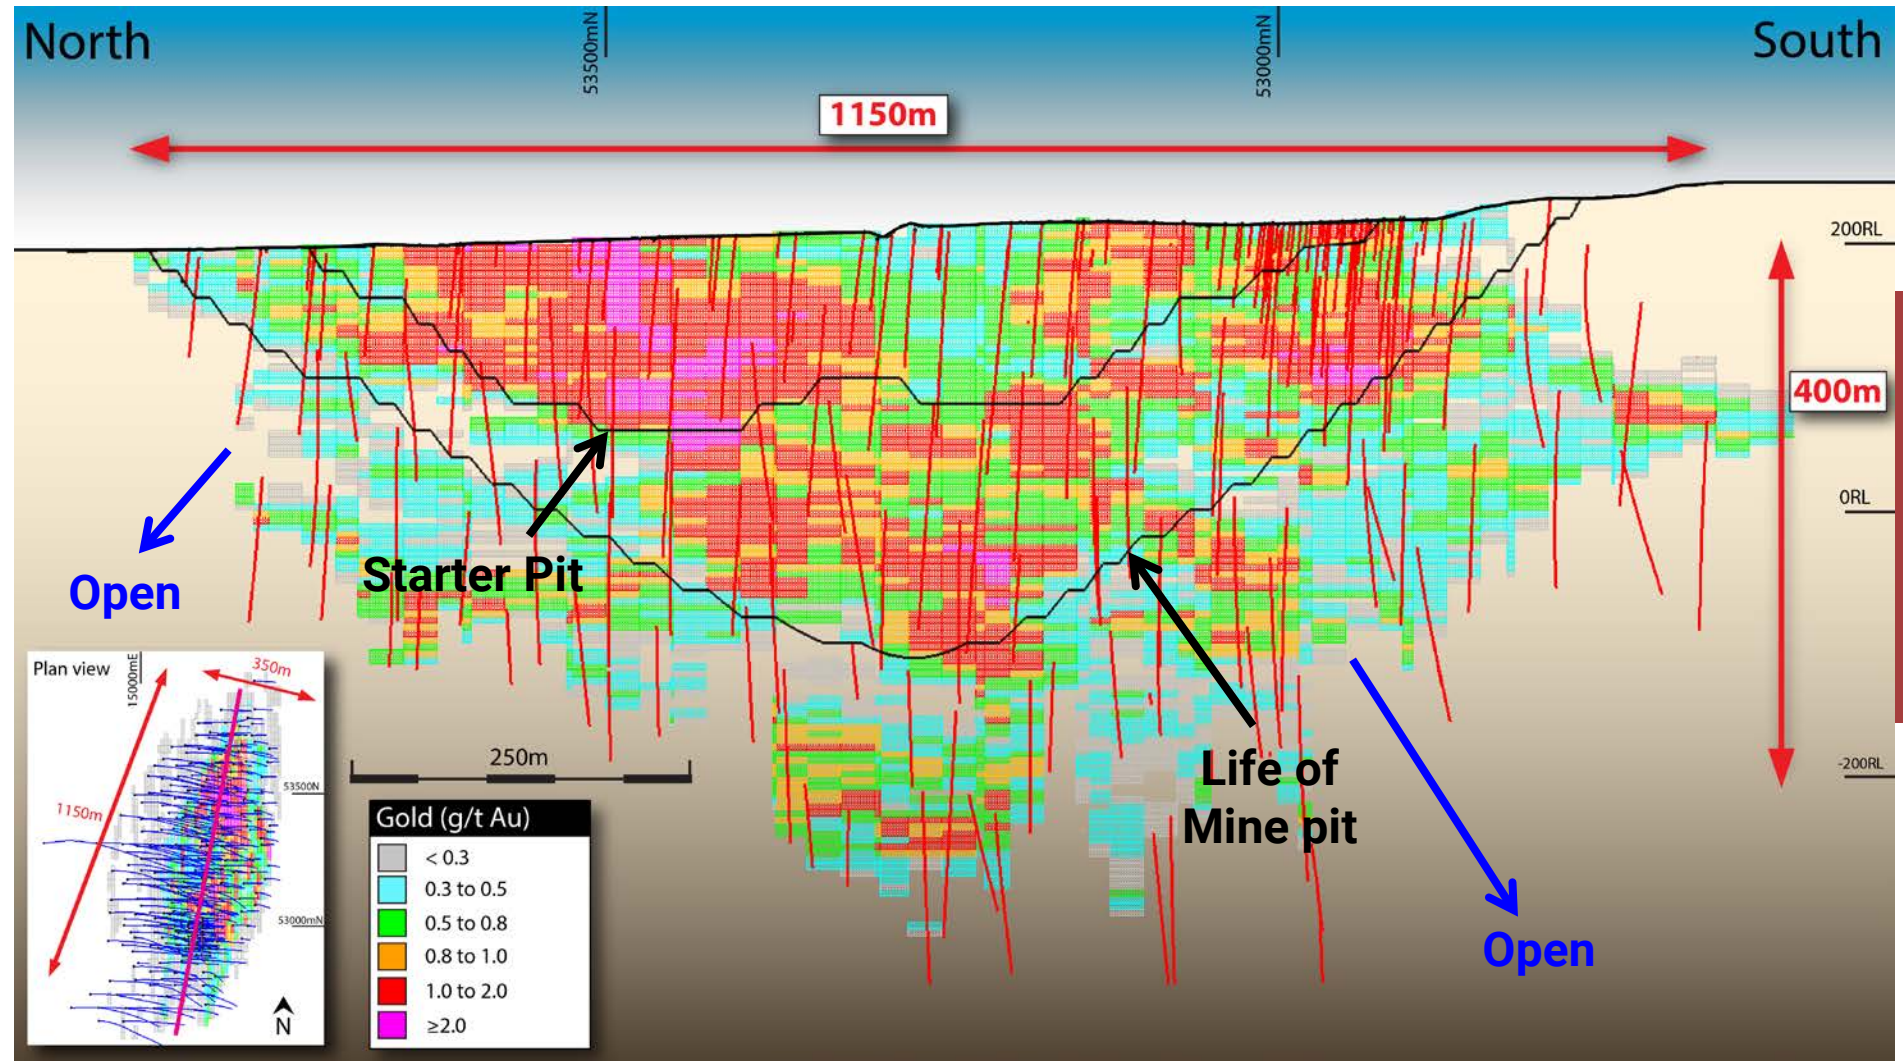 North
53500mN
53000mN
South
1150m
200RL
400m
0RL
-200RL
Open
Starter Pit
Life of
Mine pit
Open
250m
Plan view
15000mE
350m
1150m
53500N
53000mN
N
Gold (g/t Au)
< 0.3
0.3 to 0.5
0.5 to 0.8
0.8 to 1.0
1.0 to 2.0
≥2.0